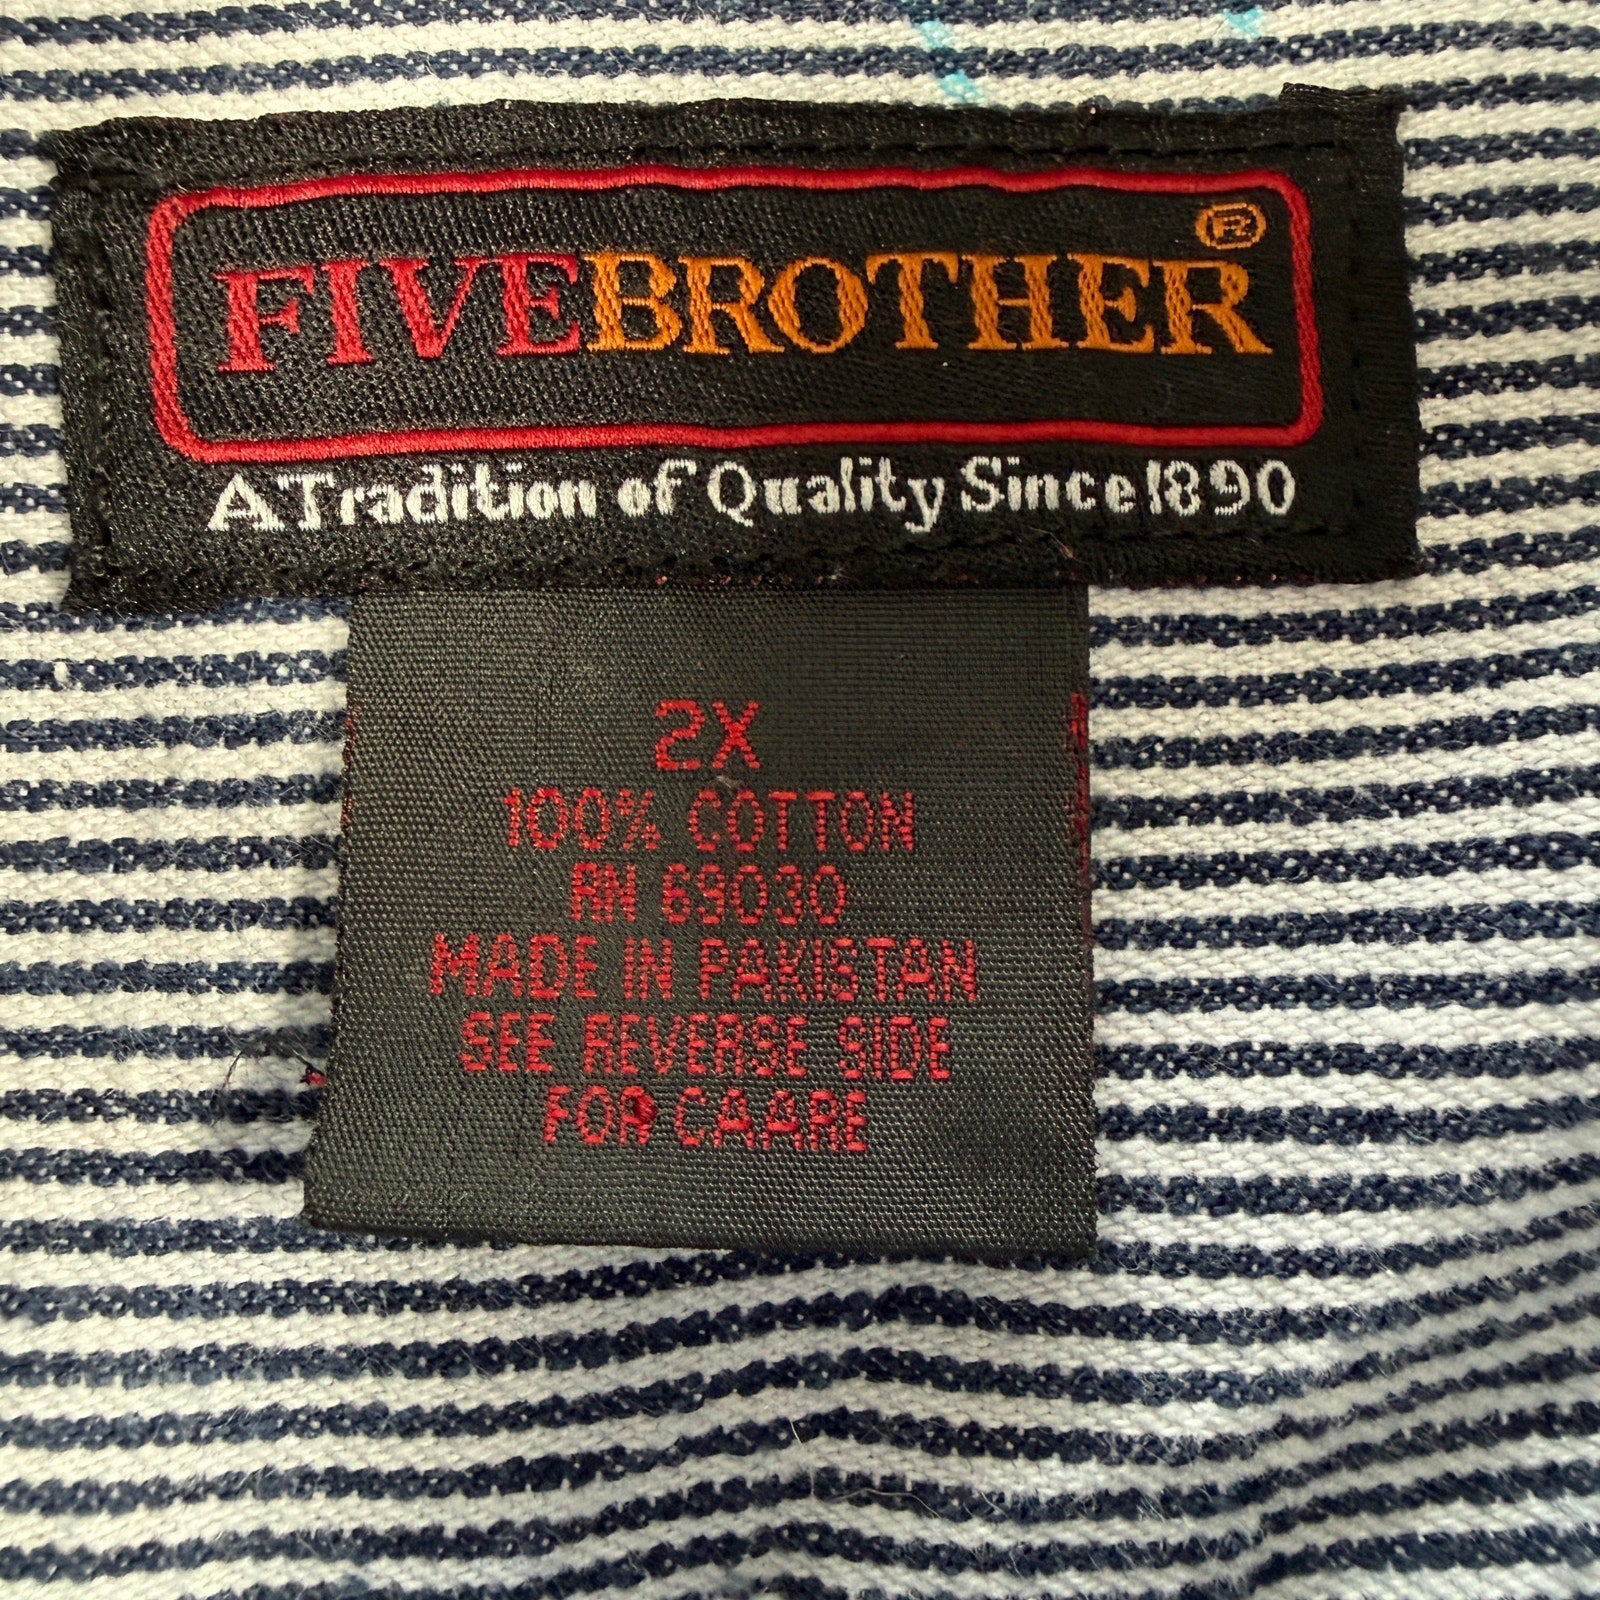 FIVEBROTHER®
A Tradition of Quality Since 1890
2X
100% COTTON
RN 69030
MADE IN PAKISTAN
SEE REVERSE SIDE
FOR CAARE